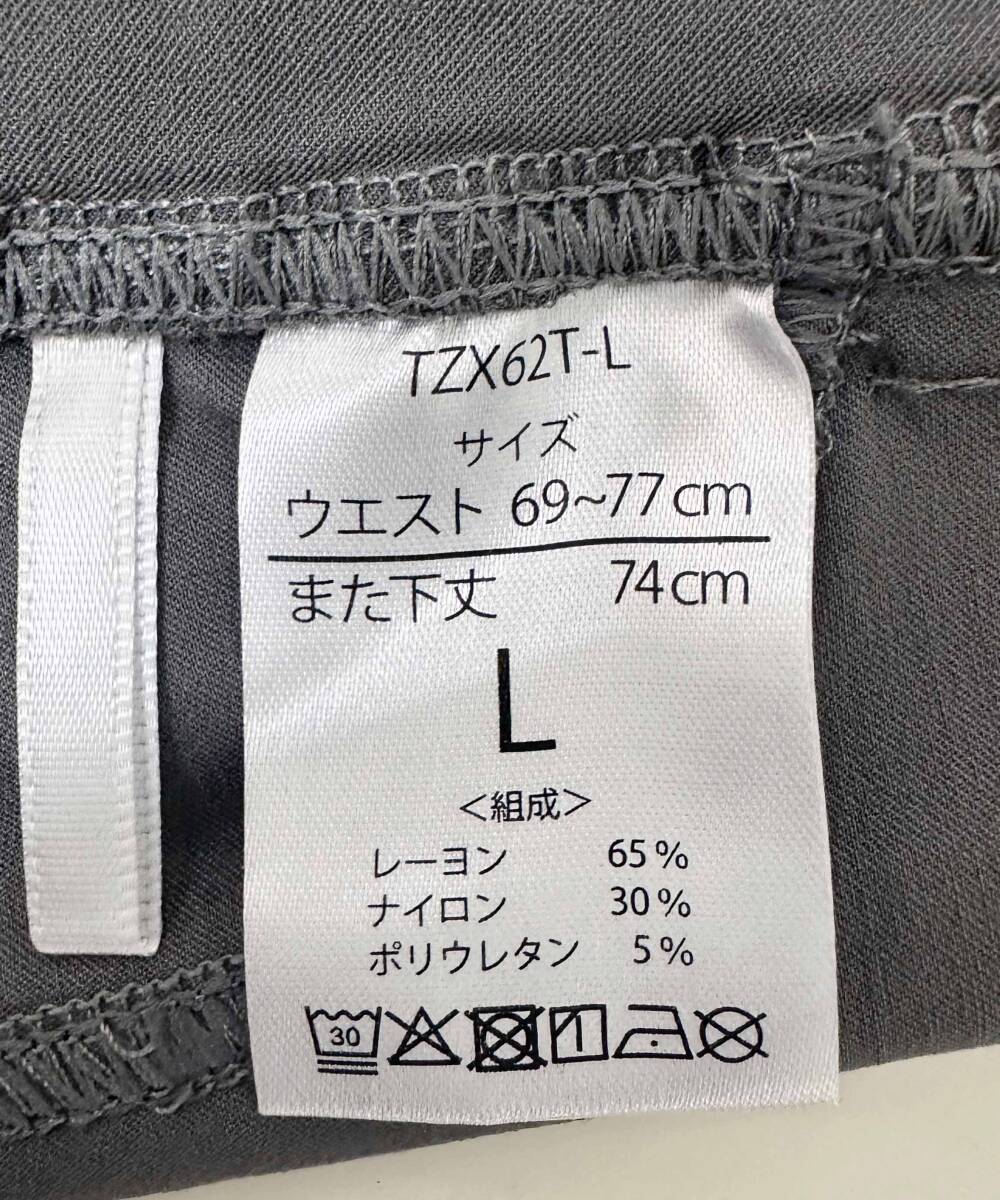 TZX62T-L
サイズ
ウエスト 69~77cm
また下丈 74cm
L
<組成>
レーヨン 65%
ナイロン 30%
ポリウレタン 5%
30